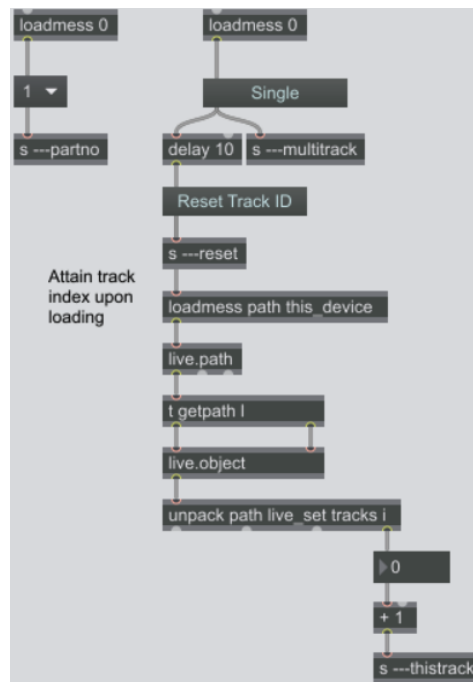 loadmess 0
loadmess 0
1
Single
s ---partno
delay 10
s ---multitrack
Reset Track ID
s ---reset
Attain track
index upon
loading
loadmess path this_device
live.path
t getpath l
live.object
unpack path live_set tracks i
0
+ 1
s ---thistrack